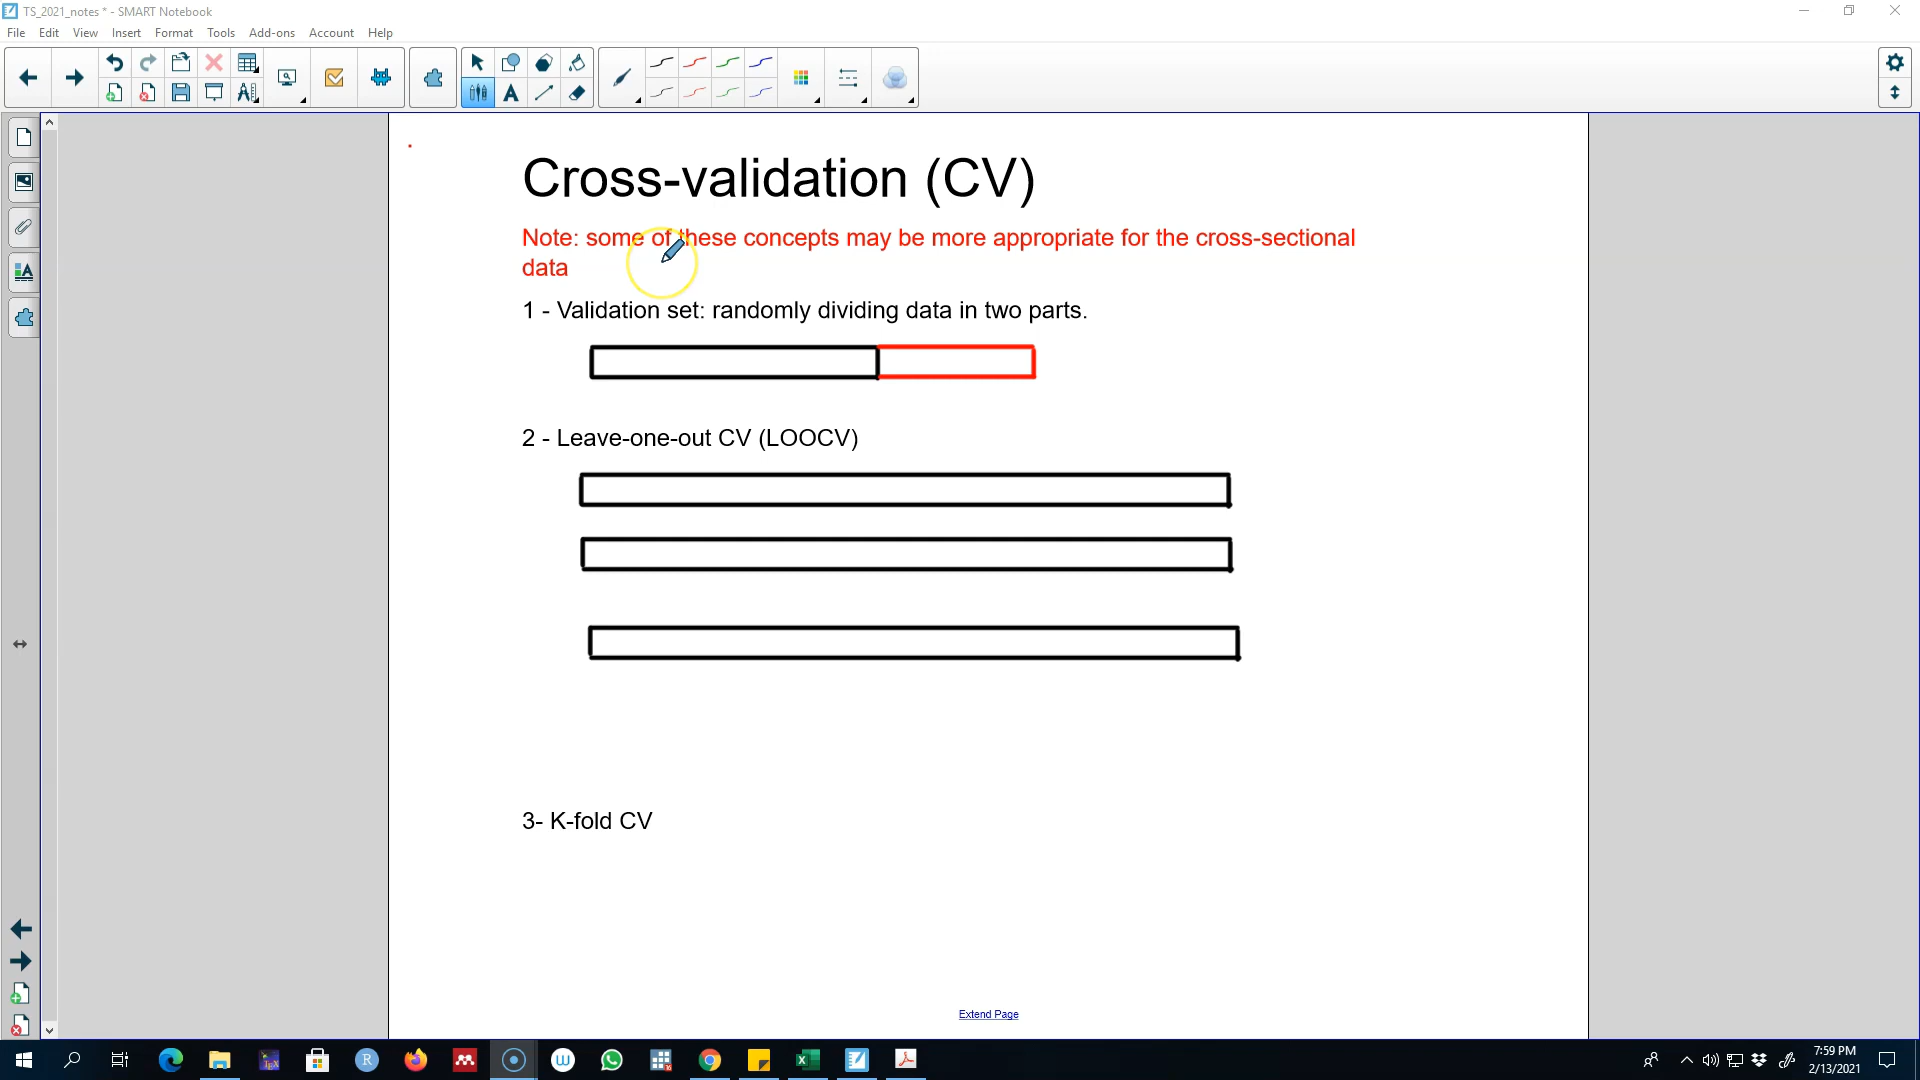 TS_2021_notes * - SMART Notebook
File Edit View Insert Format Tools Add-ons Account Help
Cross-validation (CV)
Note: some of these concepts may be more appropriate for the cross-sectional
data
1 - Validation set: randomly dividing data in two parts.
2 - Leave-one-out CV (LOOCV)
3- K-fold CV
Extend Page
7:59 PM
2/13/2021